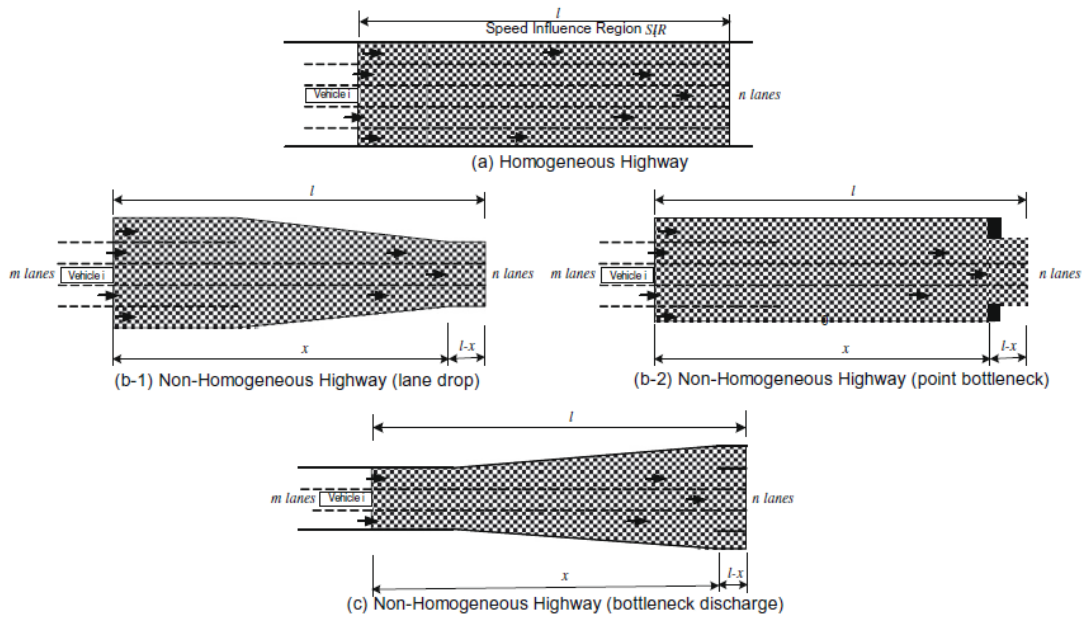 l
Speed Influence Region SIR
Vehicle i
n lanes
(a) Homogeneous Highway
l
m lanes
Vehicle i
n lanes
x
l-x
(b-1) Non-Homogeneous Highway (lane drop)
l
m lanes
Vehicle i
n lanes
x
l-x
(b-2) Non-Homogeneous Highway (point bottleneck)
l
m lanes
Vehicle i
n lanes
x
l-x
(c) Non-Homogeneous Highway (bottleneck discharge)